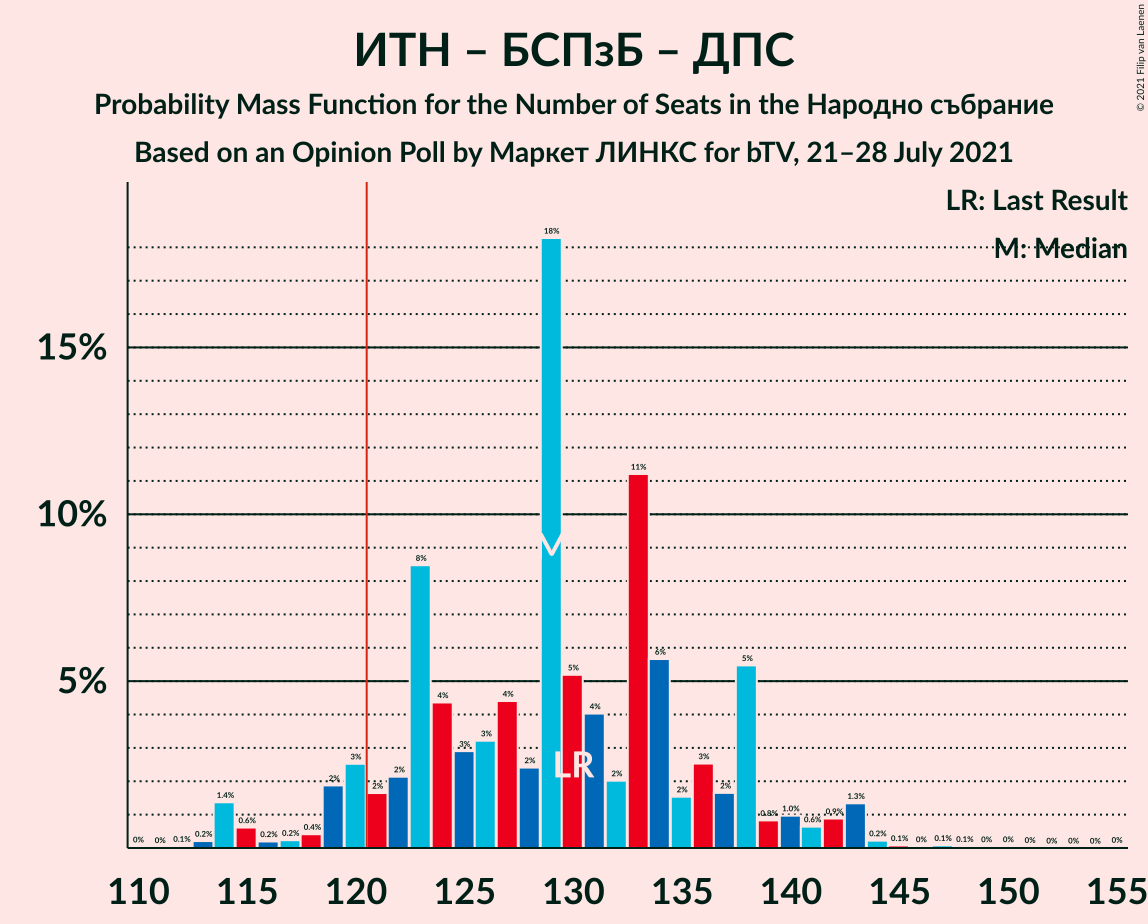 ИТН – БСПзБ – ДПС
Probability Mass Function for the Number of Seats in the Народно събрание
Based on an Opinion Poll by Маркет ЛИНКС for bTV, 21–28 July 2021
© 2021 Filip van Laenen
LR: Last Result
M: Median
15%
10%
5%
0% 0% 0.1% 0.2% 1.4% 0.6% 0.2% 0.2% 0.4% 2% 3% 2% 2% 8% 4% 3% 3% 4% 2% 18% 5% 4% 2% 11% 6% 2% 3% 2% 5% 0.8% 1.0% 0.6% 0.9% 1.3% 0.2% 0.1% 0% 0.1% 0.1% 0% 0% 0% 0% 0% 0% 0%
M
LR
110 115 120 125 130 135 140 145 150 155